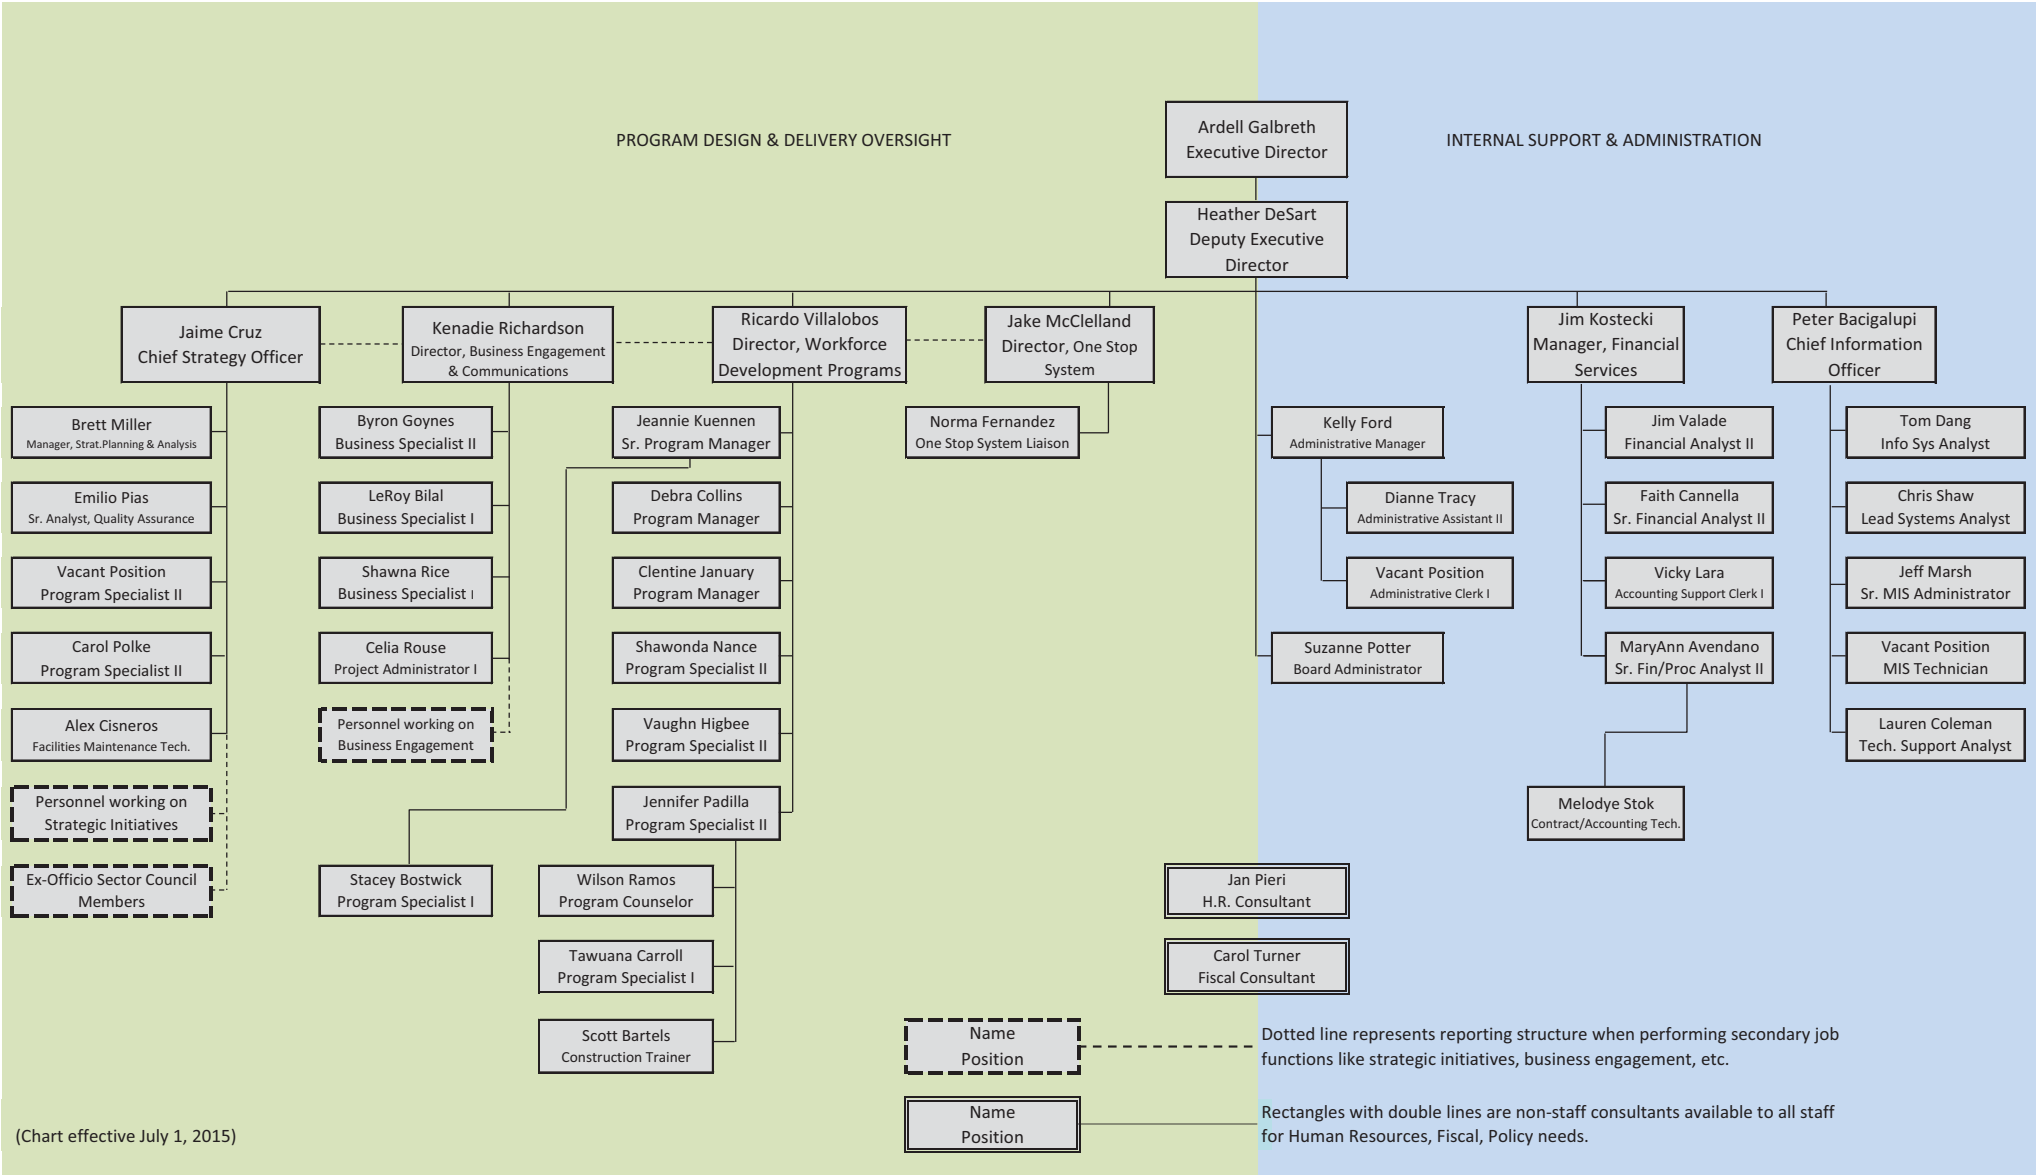 PROGRAM DESIGN & DELIVERY OVERSIGHT
Ardell Galbreth
Executive Director
INTERNAL SUPPORT & ADMINISTRATION
Heather DeSart
Deputy Executive
Director
Jaime Cruz
Chief Strategy Officer
Kenadie Richardson
Director, Business Engagement
& Communications
Ricardo Villalobos
Director, Workforce
Development Programs
Jake McClelland
Director, One Stop
System
Jim Kostecki
Manager, Financial
Services
Peter Bacigalupi
Chief Information
Officer
Brett Miller
Manager, Strat.Planning & Analysis
Byron Goynes
Business Specialist II
Jeannie Kuennen
Sr. Program Manager
Norma Fernandez
One Stop System Liaison
Kelly Ford
Administrative Manager
Jim Valade
Financial Analyst II
Tom Dang
Info Sys Analyst
Emilio Pias
Sr. Analyst, Quality Assurance
LeRoy Bilal
Business Specialist I
Debra Collins
Program Manager
Dianne Tracy
Administrative Assistant II
Faith Cannella
Sr. Financial Analyst II
Chris Shaw
Lead Systems Analyst
Vacant Position
Program Specialist II
Shawna Rice
Business Specialist I
Clentine January
Program Manager
Vacant Position
Administrative Clerk I
Vicky Lara
Accounting Support Clerk I
Jeff Marsh
Sr. MIS Administrator
Carol Polke
Program Specialist II
Celia Rouse
Project Administrator I
Shawonda Nance
Program Specialist II
Suzanne Potter
Board Administrator
MaryAnn Avendano
Sr. Fin/Proc Analyst II
Vacant Position
MIS Technician
Alex Cisneros
Facilities Maintenance Tech.
Personnel working on
Business Engagement
Vaughn Higbee
Program Specialist II
Lauren Coleman
Tech. Support Analyst
Personnel working on
Strategic Initiatives
Jennifer Padilla
Program Specialist II
Melodye Stok
Contract/Accounting Tech.
Ex-Officio Sector Council
Members
Stacey Bostwick
Program Specialist I
Wilson Ramos
Program Counselor
Jan Pieri
H.R. Consultant
Tawuana Carroll
Program Specialist I
Carol Turner
Fiscal Consultant
Scott Bartels
Construction Trainer
Name
Position
Dotted line represents reporting structure when performing secondary job
functions like strategic initiatives, business engagement, etc.
Name
Position
Rectangles with double lines are non-staff consultants available to all staff
for Human Resources, Fiscal, Policy needs.
(Chart effective July 1, 2015)